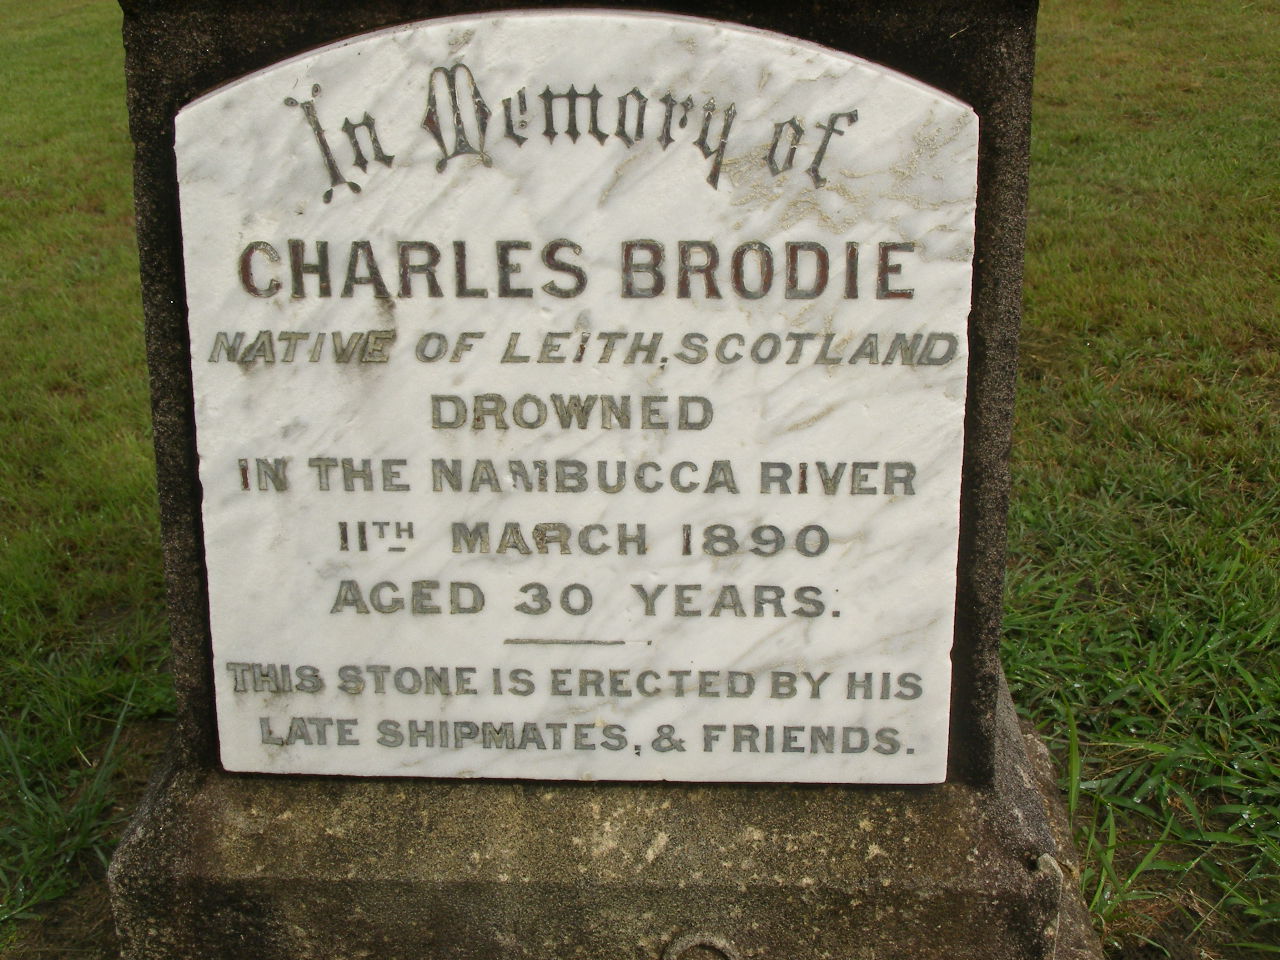 In Memory of
CHARLES BRODIE
NATIVE OF LEITH. SCOTLAND
DROWNED
IN THE NAMBUCCA RIVER
11TH MARCH 1890
AGED 30 YEARS.
THIS STONE IS ERECTED BY HIS
LATE SHIPMATES, & FRIENDS.